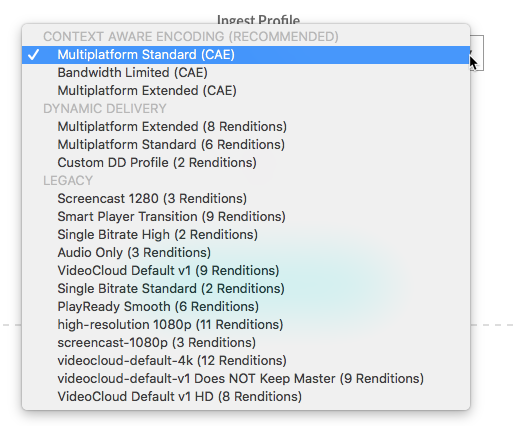 Ingest Profile
CONTEXT AWARE ENCODING (RECOMMENDED)
✓ Multiplatform Standard (CAE)
Bandwidth Limited (CAE)
Multiplatform Extended (CAE)
DYNAMIC DELIVERY
Multiplatform Extended (8 Renditions)
Multiplatform Standard (6 Renditions)
Custom DD Profile (2 Renditions)
LEGACY
Screencast 1280 (3 Renditions)
Smart Player Transition (9 Renditions)
Single Bitrate High (2 Renditions)
Audio Only (3 Renditions)
VideoCloud Default v1 (9 Renditions)
Single Bitrate Standard (2 Renditions)
PlayReady Smooth (6 Renditions)
high-resolution 1080p (11 Renditions)
screencast-1080p (3 Renditions)
videocloud-default-4k (12 Renditions)
videocloud-default-v1 Does NOT Keep Master (9 Renditions)
VideoCloud Default v1 HD (8 Renditions)